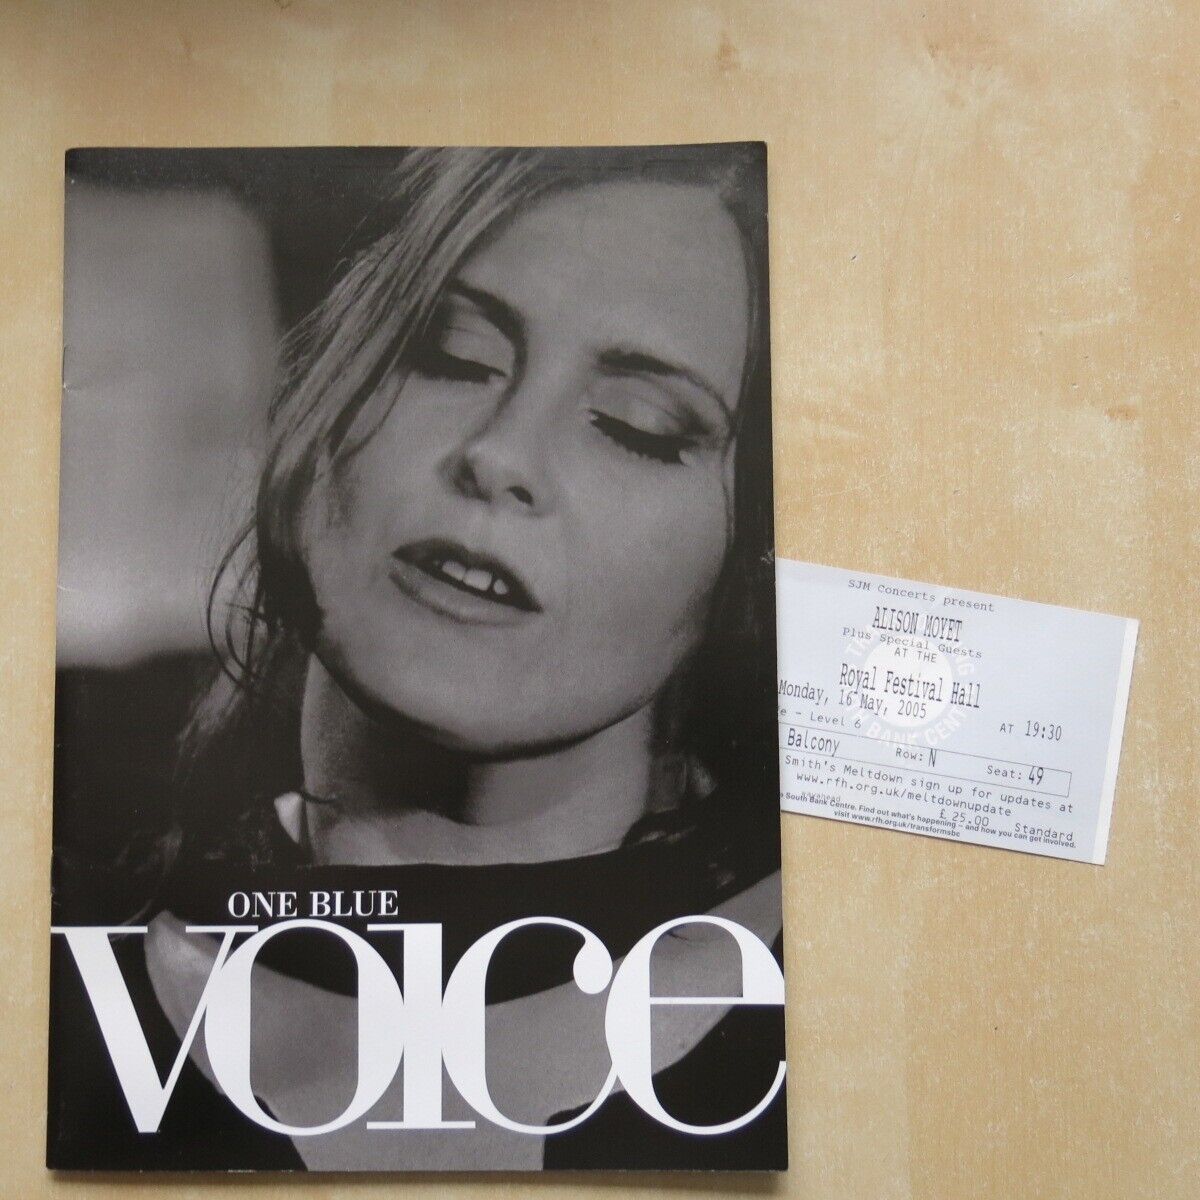 ONE BLUE
VOICE
SJM Concerts present
ALISON MOYET
Plus Special Guests
AT THE
Royal Festival Hall
Monday, 16 May, 2005
AT 19:30
e - Level 6
Balcony
Row: N
Seat: 49
Smith's Meltdown sign up for updates at
www.rfh.org.uk/meltdownupdate
£ 25.00 Standard
South Bank Centre. Find out what's happening - and how you can get involved.
visit www.rfh.org.uk/transformsbc